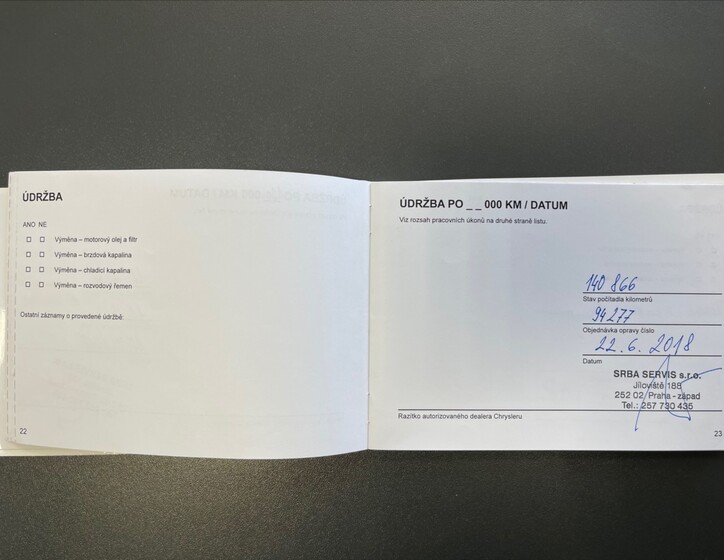 ÚDRŽBA
ANO NE
Výměna – motorový olej a filtr
Výměna – brzdová kapalina
Výměna – chladící kapalina
Výměna – rozvodový řemen
Ostatní záznamy o provedené údržbě:
22
ÚDRŽBA PO _ _ 000 KM / DATUM
Viz rozsah pracovních úkonů na druhé straně listu.
140 866
Stav počítadla kilometrů
94277
Objednávka opravy číslo
22. 6. 2018
Datum
SRBA SERVIS s.r.o.
Jíloviště 188
252 02 Praha - západ
Tel.: 257 730 435
Razítko autorizovaného dealera Chrysleru
23